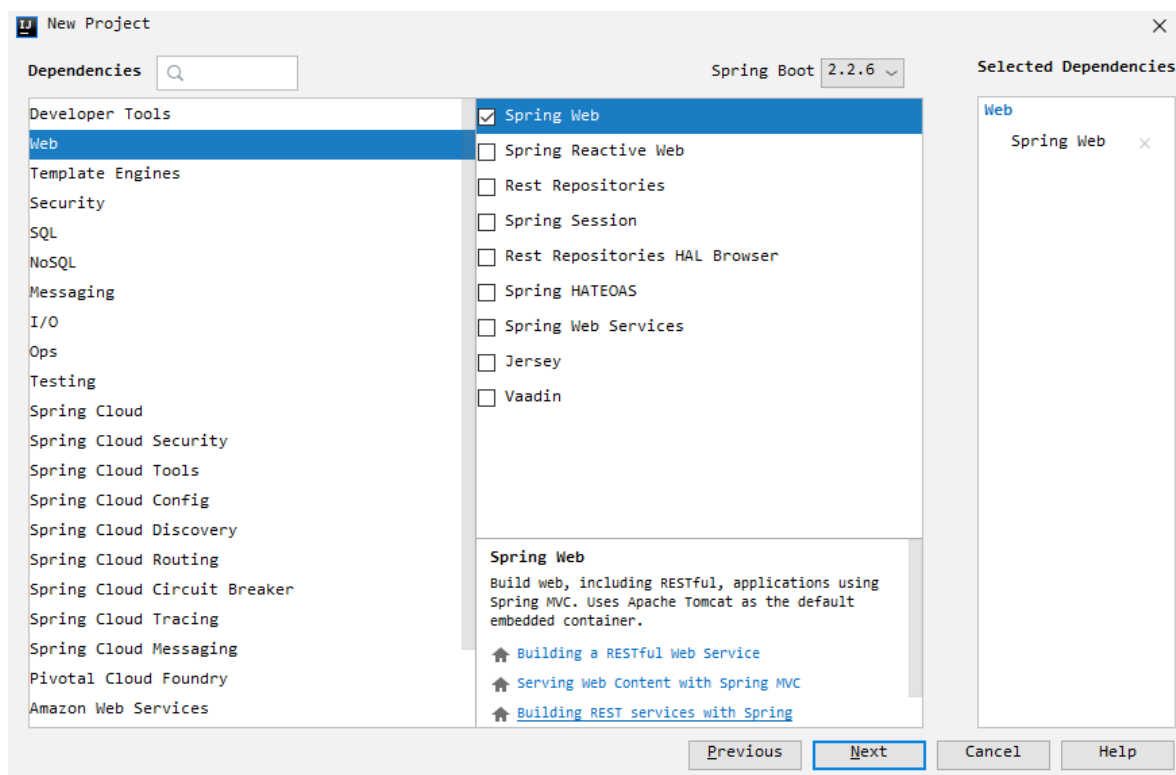 New Project
Dependencies
Spring Boot 2.2.6
Selected Dependencies
Developer Tools
Web
Template Engines
Security
SQL
NoSQL
Messaging
I/O
Ops
Testing
Spring Cloud
Spring Cloud Security
Spring Cloud Tools
Spring Cloud Config
Spring Cloud Discovery
Spring Cloud Routing
Spring Cloud Circuit Breaker
Spring Cloud Tracing
Spring Cloud Messaging
Pivotal Cloud Foundry
Amazon Web Services
Spring Web
Spring Reactive Web
Rest Repositories
Spring Session
Rest Repositories HAL Browser
Spring HATEOAS
Spring Web Services
Jersey
Vaadin
Spring Web
Build web, including RESTful, applications using
Spring MVC. Uses Apache Tomcat as the default
embedded container.
Building a RESTful Web Service
Serving Web Content with Spring MVC
Building REST services with Spring
Web
Spring Web
Previous
Next
Cancel
Help